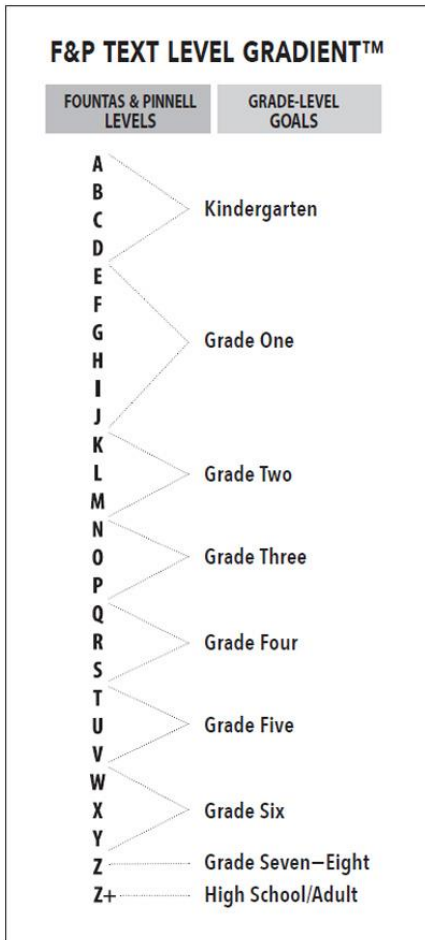 F&P TEXT LEVEL GRADIENT™
FOUNTAS & PINNELL
LEVELS
GRADE-LEVEL
GOALS
A
B
C
Kindergarten
D
E
F
G
Grade One
H
I
J
K
L
Grade Two
M
N
O
Grade Three
P
Q
R
Grade Four
S
T
U
Grade Five
V
W
X
Grade Six
Y
Z
Grade Seven–Eight
Z+
High School/Adult